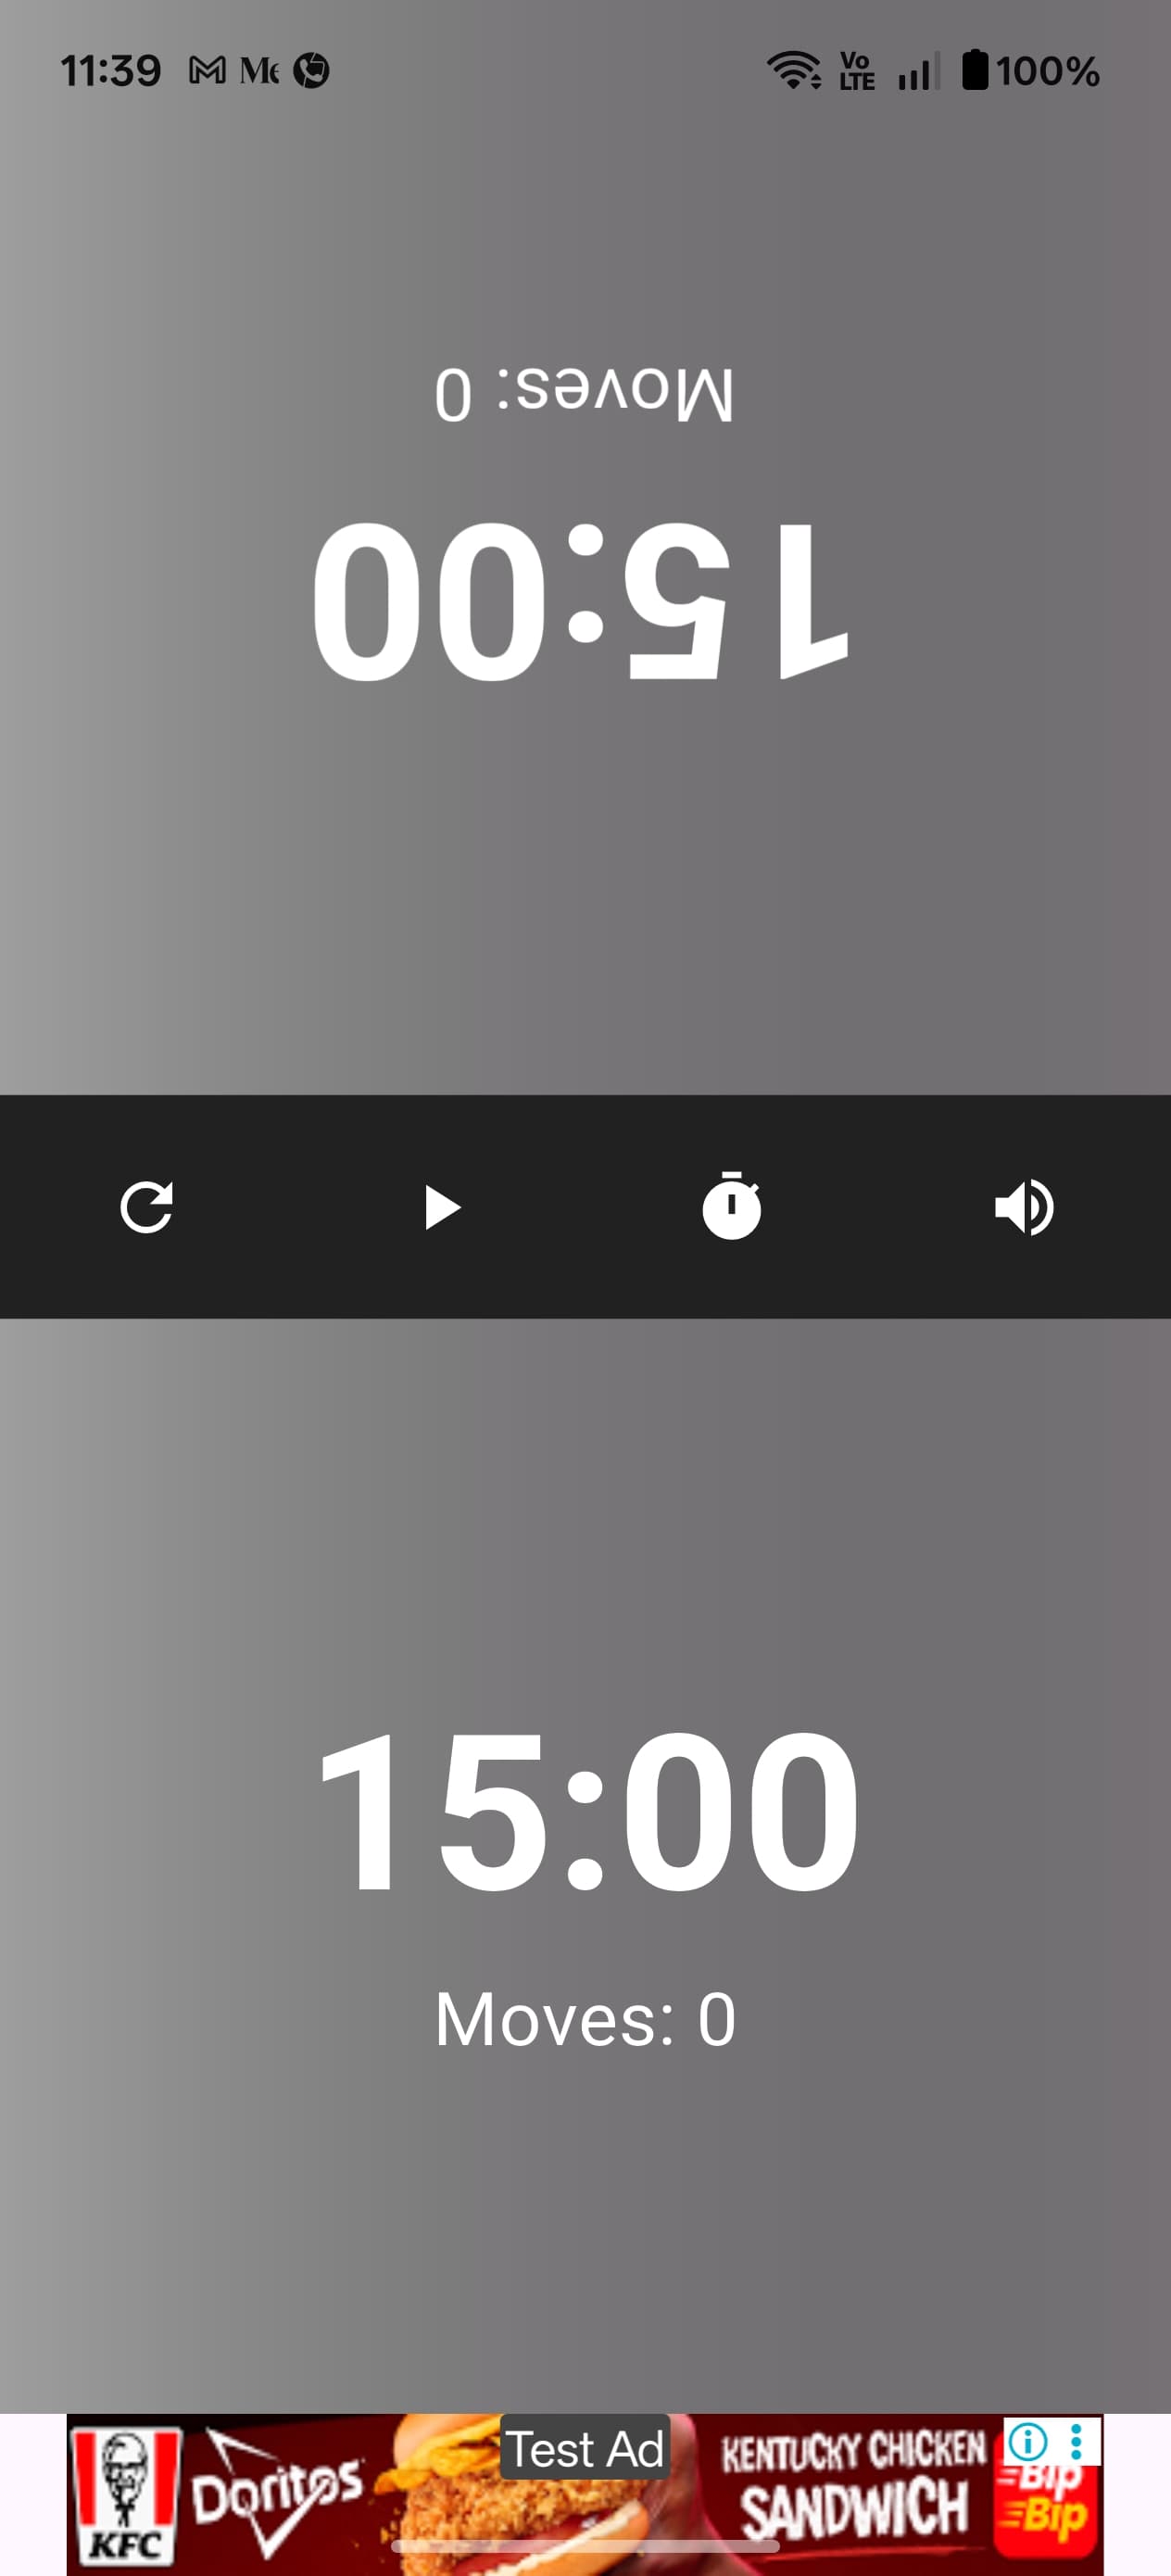 11:39 Me Vo LTE 100%
Moves: 0
15:00
15:00
Moves: 0
Test Ad
KFC
Doritos
KENTUCKY CHICKEN
SANDWICH
Bip
Bip